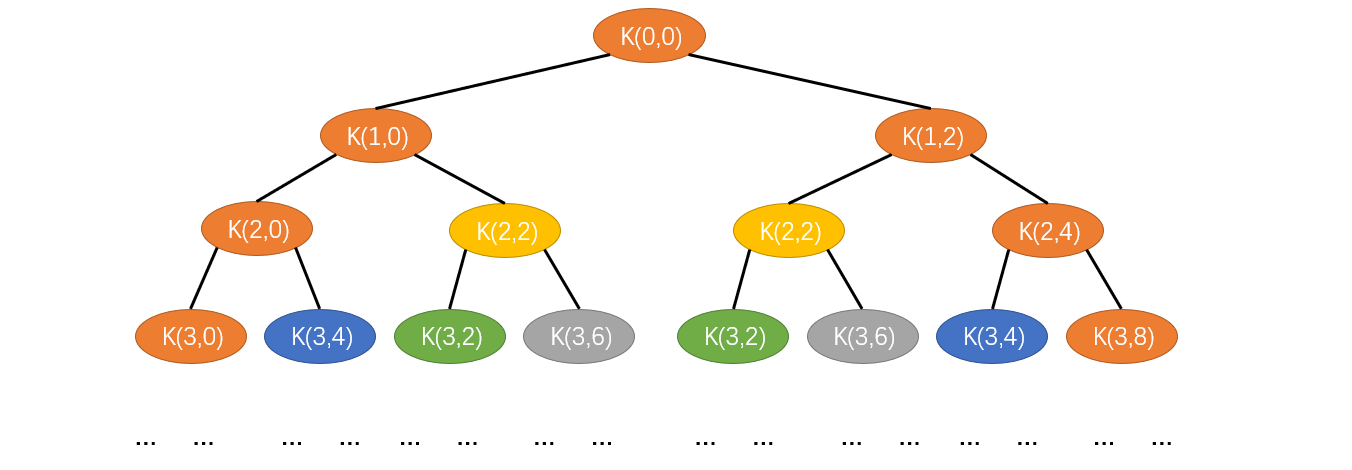 K(0,0)
K(1,0) K(1,2)
K(2,0) K(2,2) K(2,2) K(2,4)
K(3,0) K(3,4) K(3,2) K(3,6) K(3,2) K(3,6) K(3,4) K(3,8)
... ... ... ... ... ... ... ... ... ... ... ... ... ... ... ...